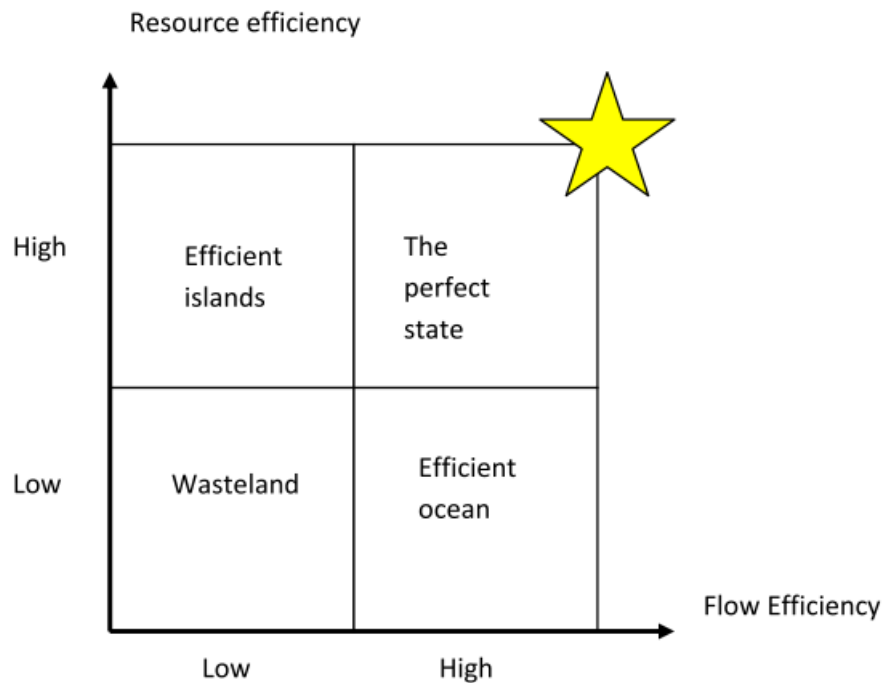 Resource efficiency
High
Efficient
islands
The
perfect
state
Low
Wasteland
Efficient
ocean
Flow Efficiency
Low
High